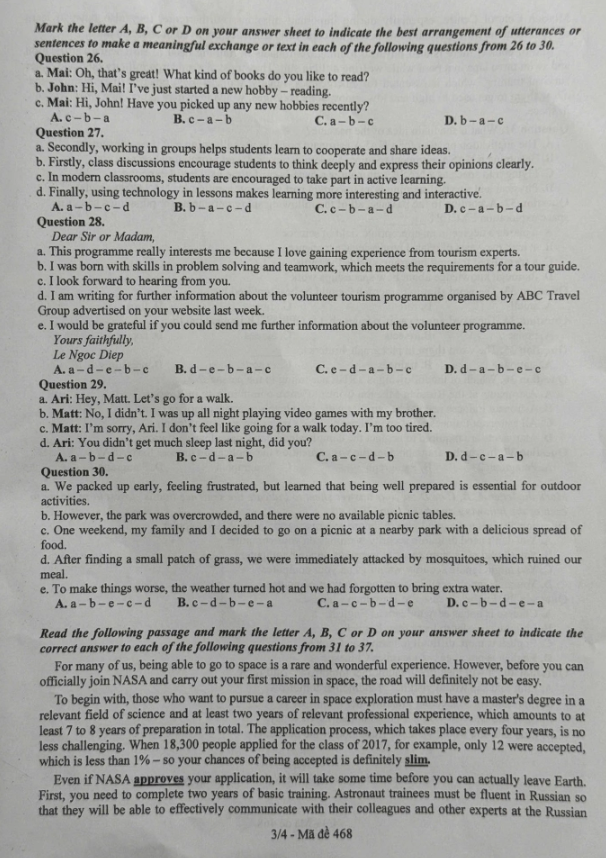 Mark the letter A, B, C or D on your answer sheet to indicate the best arrangement of utterances or
sentences to make a meaningful exchange or text in each of the following questions from 26 to 30.
Question 26.
a. Mai: Oh, that's great! What kind of books do you like to read?
b. John: Hi, Mai! I've just started a new hobby – reading.
c. Mai: Hi, John! Have you picked up any new hobbies recently?
A. c – b – a B. c – a – b C. a – b – c D. b – a – c
Question 27.
a. Secondly, working in groups helps students learn to cooperate and share ideas.
b. Firstly, class discussions encourage students to think deeply and express their opinions clearly.
c. In modern classrooms, students are encouraged to take part in active learning.
d. Finally, using technology in lessons makes learning more interesting and interactive.
A. a – b – c – d B. b – a – c – d C. c – b – a – d D. c – a – b – d
Question 28.
Dear Sir or Madam,
a. This programme really interests me because I love gaining experience from tourism experts.
b. I was born with skills in problem solving and teamwork, which meets the requirements for a tour guide.
c. I look forward to hearing from you.
d. I am writing for further information about the volunteer tourism programme organised by ABC Travel
Group advertised on your website last week.
e. I would be grateful if you could send me further information about the volunteer programme.
Yours faithfully,
Le Ngoc Diep
A. a – d – e – b – c B. d – e – b – a – c C. e – d – a – b – c D. d – a – b – e – c
Question 29.
a. Ari: Hey, Matt. Let's go for a walk.
b. Matt: No, I didn't. I was up all night playing video games with my brother.
c. Matt: I'm sorry, Ari. I don't feel like going for a walk today. I'm too tired.
d. Ari: You didn't get much sleep last night, did you?
A. a – b – d – c B. c – d – a – b C. a – c – d – b D. d – c – a – b
Question 30.
a. We packed up early, feeling frustrated, but learned that being well prepared is essential for outdoor
activities.
b. However, the park was overcrowded, and there were no available picnic tables.
c. One weekend, my family and I decided to go on a picnic at a nearby park with a delicious spread of
food.
d. After finding a small patch of grass, we were immediately attacked by mosquitoes, which ruined our
meal.
e. To make things worse, the weather turned hot and we had forgotten to bring extra water.
A. a – b – e – c – d B. c – d – b – e – a C. a – c – b – d – e D. c – b – d – e – a
Read the following passage and mark the letter A, B, C or D on your answer sheet to indicate the
correct answer to each of the following questions from 31 to 37.
For many of us, being able to go to space is a rare and wonderful experience. However, before you can
officially join NASA and carry out your first mission in space, the road will definitely not be easy.
To begin with, those who want to pursue a career in space exploration must have a master's degree in a
relevant field of science and at least two years of relevant professional experience, which amounts to at
least 7 to 8 years of preparation in total. The application process, which takes place every four years, is no
less challenging. When 18,300 people applied for the class of 2017, for example, only 12 were accepted,
which is less than 1% – so your chances of being accepted is definitely slim.
Even if NASA approves your application, it will take some time before you can actually leave Earth.
First, you need to complete two years of basic training. Astronaut trainees must be fluent in Russian so
that they will be able to effectively communicate with their colleagues and other experts at the Russian
3/4 - Mã đề 468